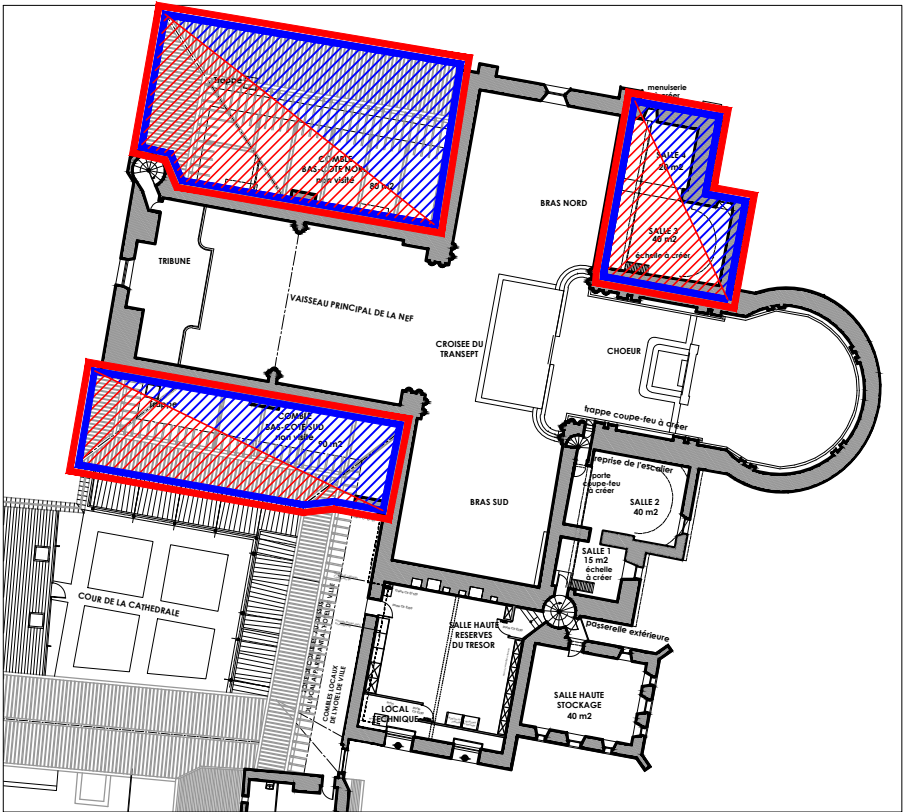 menuiserie
à créer
Trappe
COMBLE
BAS-COTE NORD
non visité
80 m2
SALLE 4
20 m2
BRAS NORD
SALLE 3
40 m2
échelle à créer
TRIBUNE
VAISSEAU PRINCIPAL DE LA NEF
CROISEE DU
TRANSEPT
CHOEUR
Trappe
COMBLE
BAS-COTE SUD
non visité
90 m2
trappe coupe-feu à créer
reprise de l'escalier
porte
coupe-feu
à créer
SALLE 2
40 m2
BRAS SUD
SALLE 1
15 m2
échelle
à créer
COUR DE LA CATHEDRALE
SALLE HAUTE
RESERVES
DU TRESOR
passerelle extérieure
COMBLES LOCAUX
DE L'HOTEL DE VILLE
SALLE HAUTE
STOCKAGE
40 m2
LOCAL
TECHNIQUE